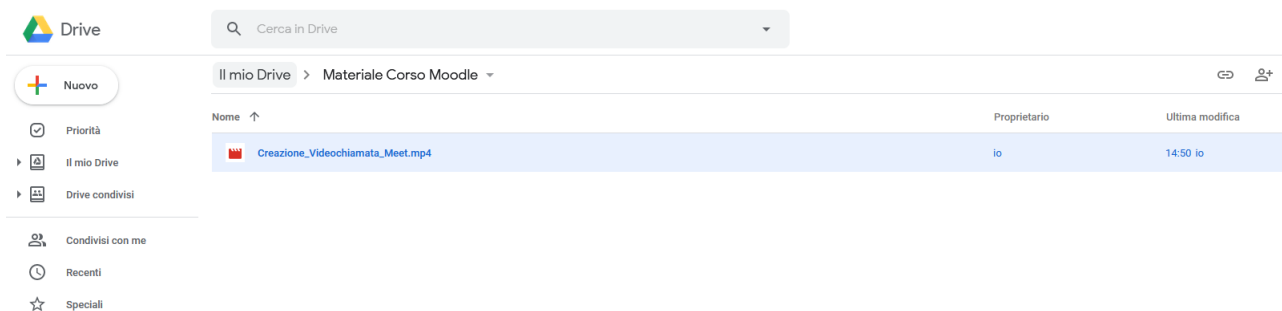 Drive
Cerca in Drive
Nuovo
Il mio Drive > Materiale Corso Moodle
Nome Proprietario Ultima modifica
Creazione_Videochiamata_Meet.mp4 io 14:50 io
Priorità
Il mio Drive
Drive condivisi
Condivisi con me
Recenti
Speciali